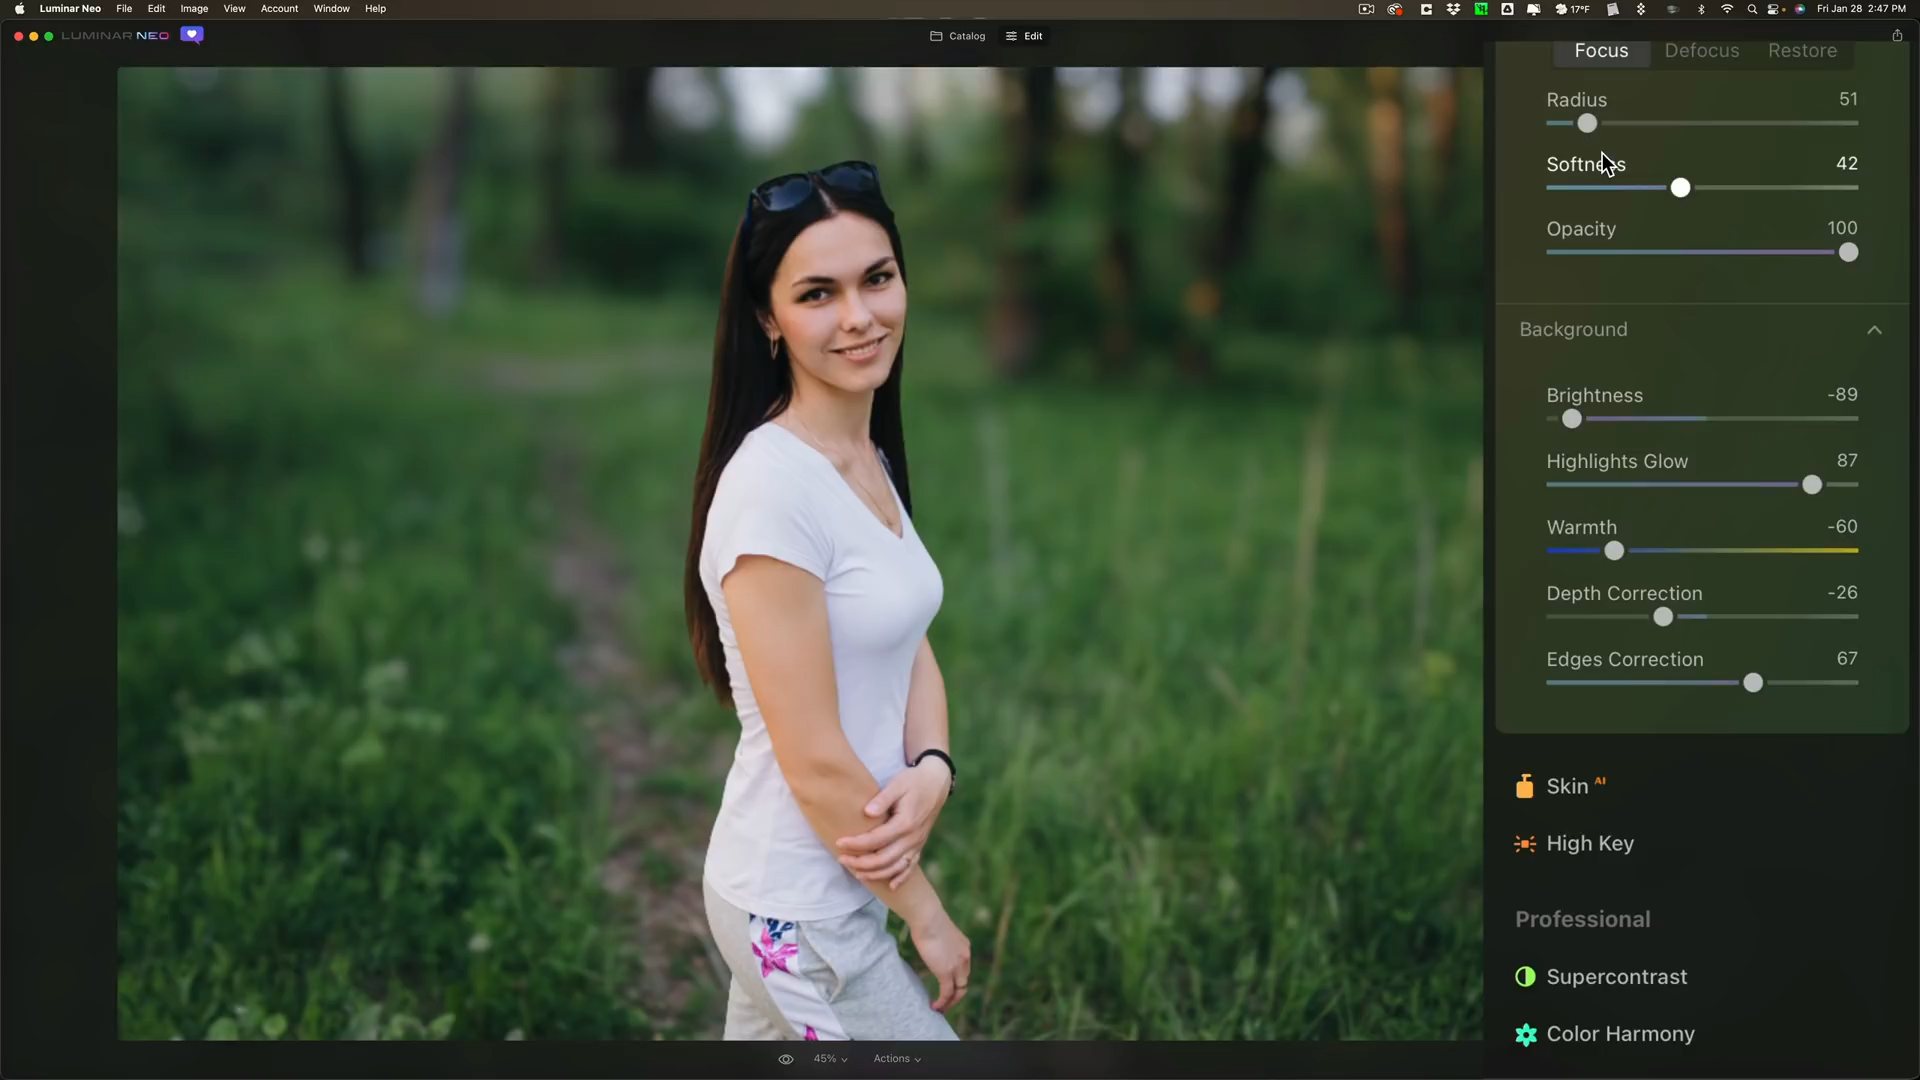 Luminar Neo File Edit Image View Account Window Help 17°F Fri Jan 28 2:47 PM
LUMINAR NEO Catalog Edit
Focus Defocus Restore
Radius 51
Softness 42
Opacity 100
Background
Brightness -89
Highlights Glow 87
Warmth -60
Depth Correction -26
Edges Correction 67
Skin AI
High Key
Professional
Supercontrast
Color Harmony
45% Actions